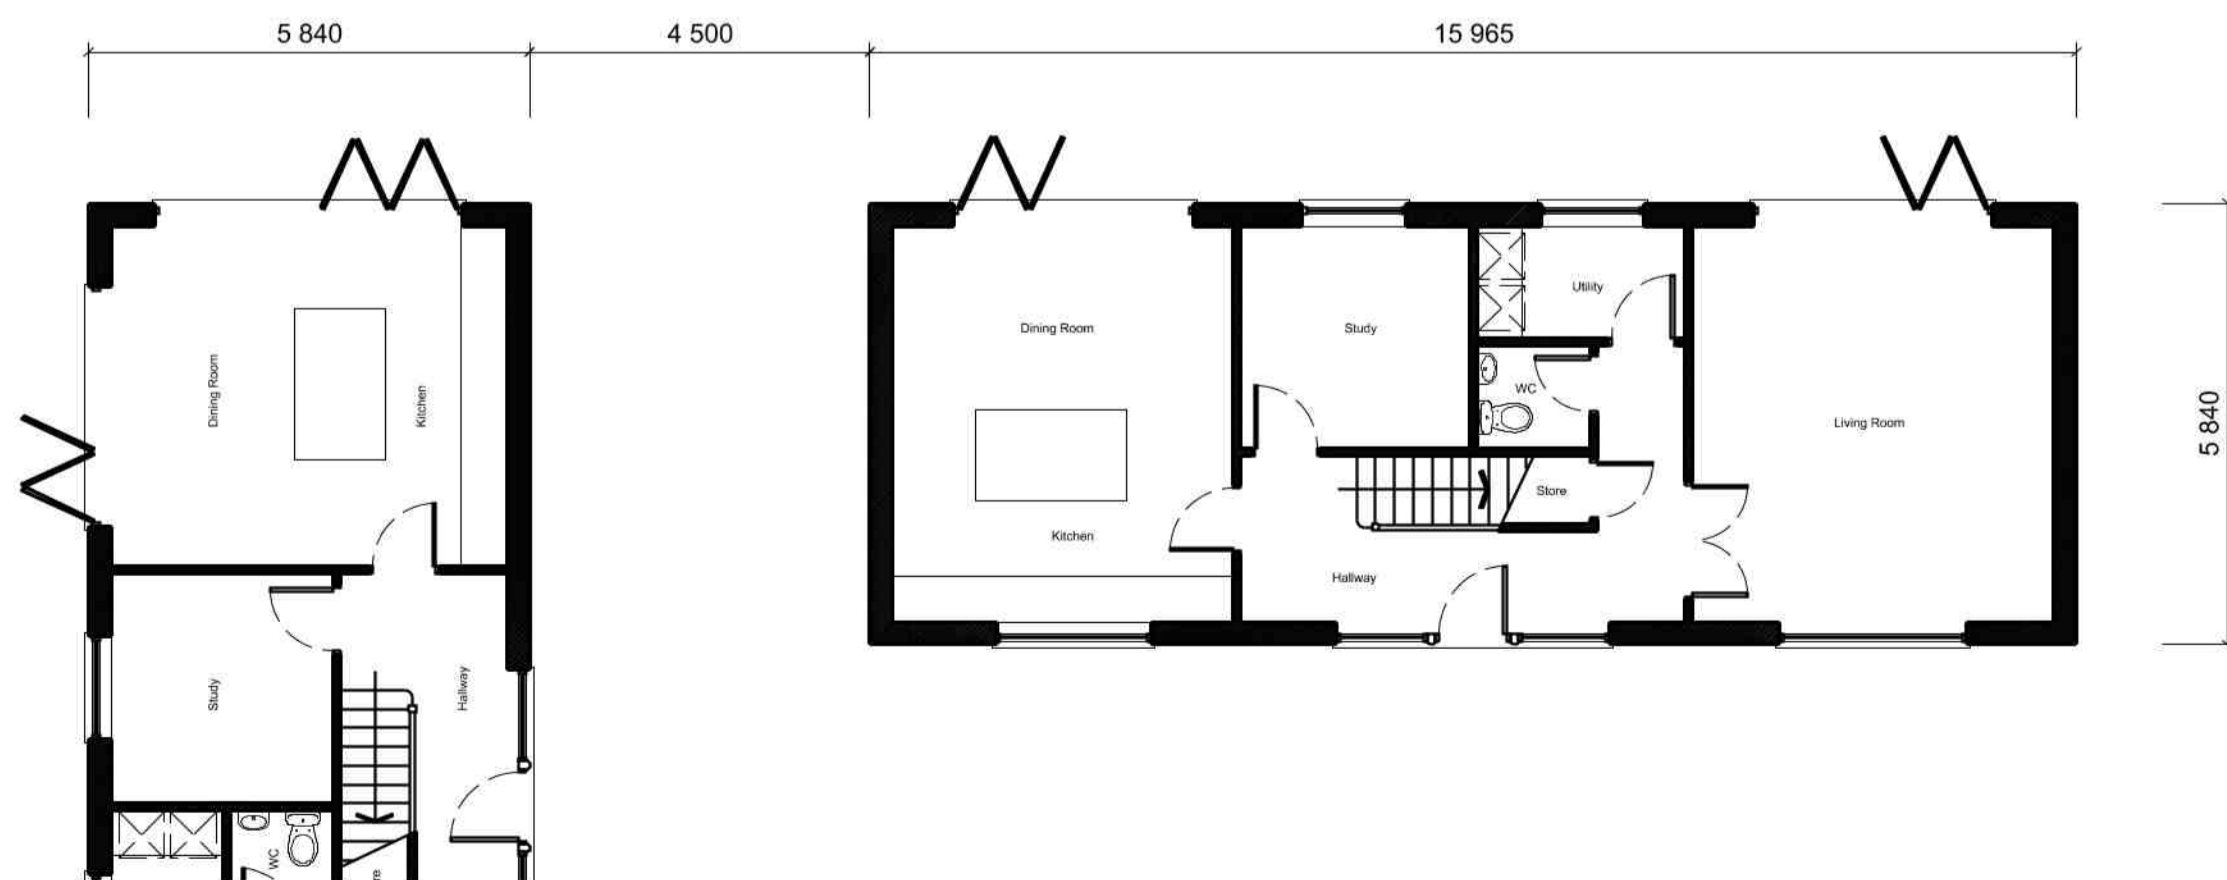 5 840
4 500
15 965
Dining Room
Kitchen
Study
Hallway
WC
re
Dining Room
Study
Utility
WC
Living Room
Store
Kitchen
Hallway
5 840